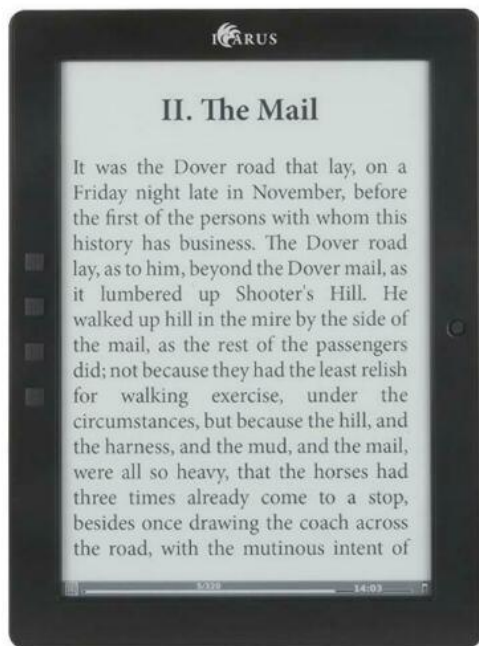 ICARUS
II. The Mail
It was the Dover road that lay, on a
Friday night late in November, before
the first of the persons with whom this
history has business. The Dover road
lay, as to him, beyond the Dover mail, as
it lumbered up Shooter's Hill. He
walked up hill in the mire by the side of
the mail, as the rest of the passengers
did; not because they had the least relish
for walking exercise, under the
circumstances, but because the hill, and
the harness, and the mud, and the mail,
were all so heavy, that the horses had
three times already come to a stop,
besides once drawing the coach across
the road, with the mutinous intent of
5/320 14:03